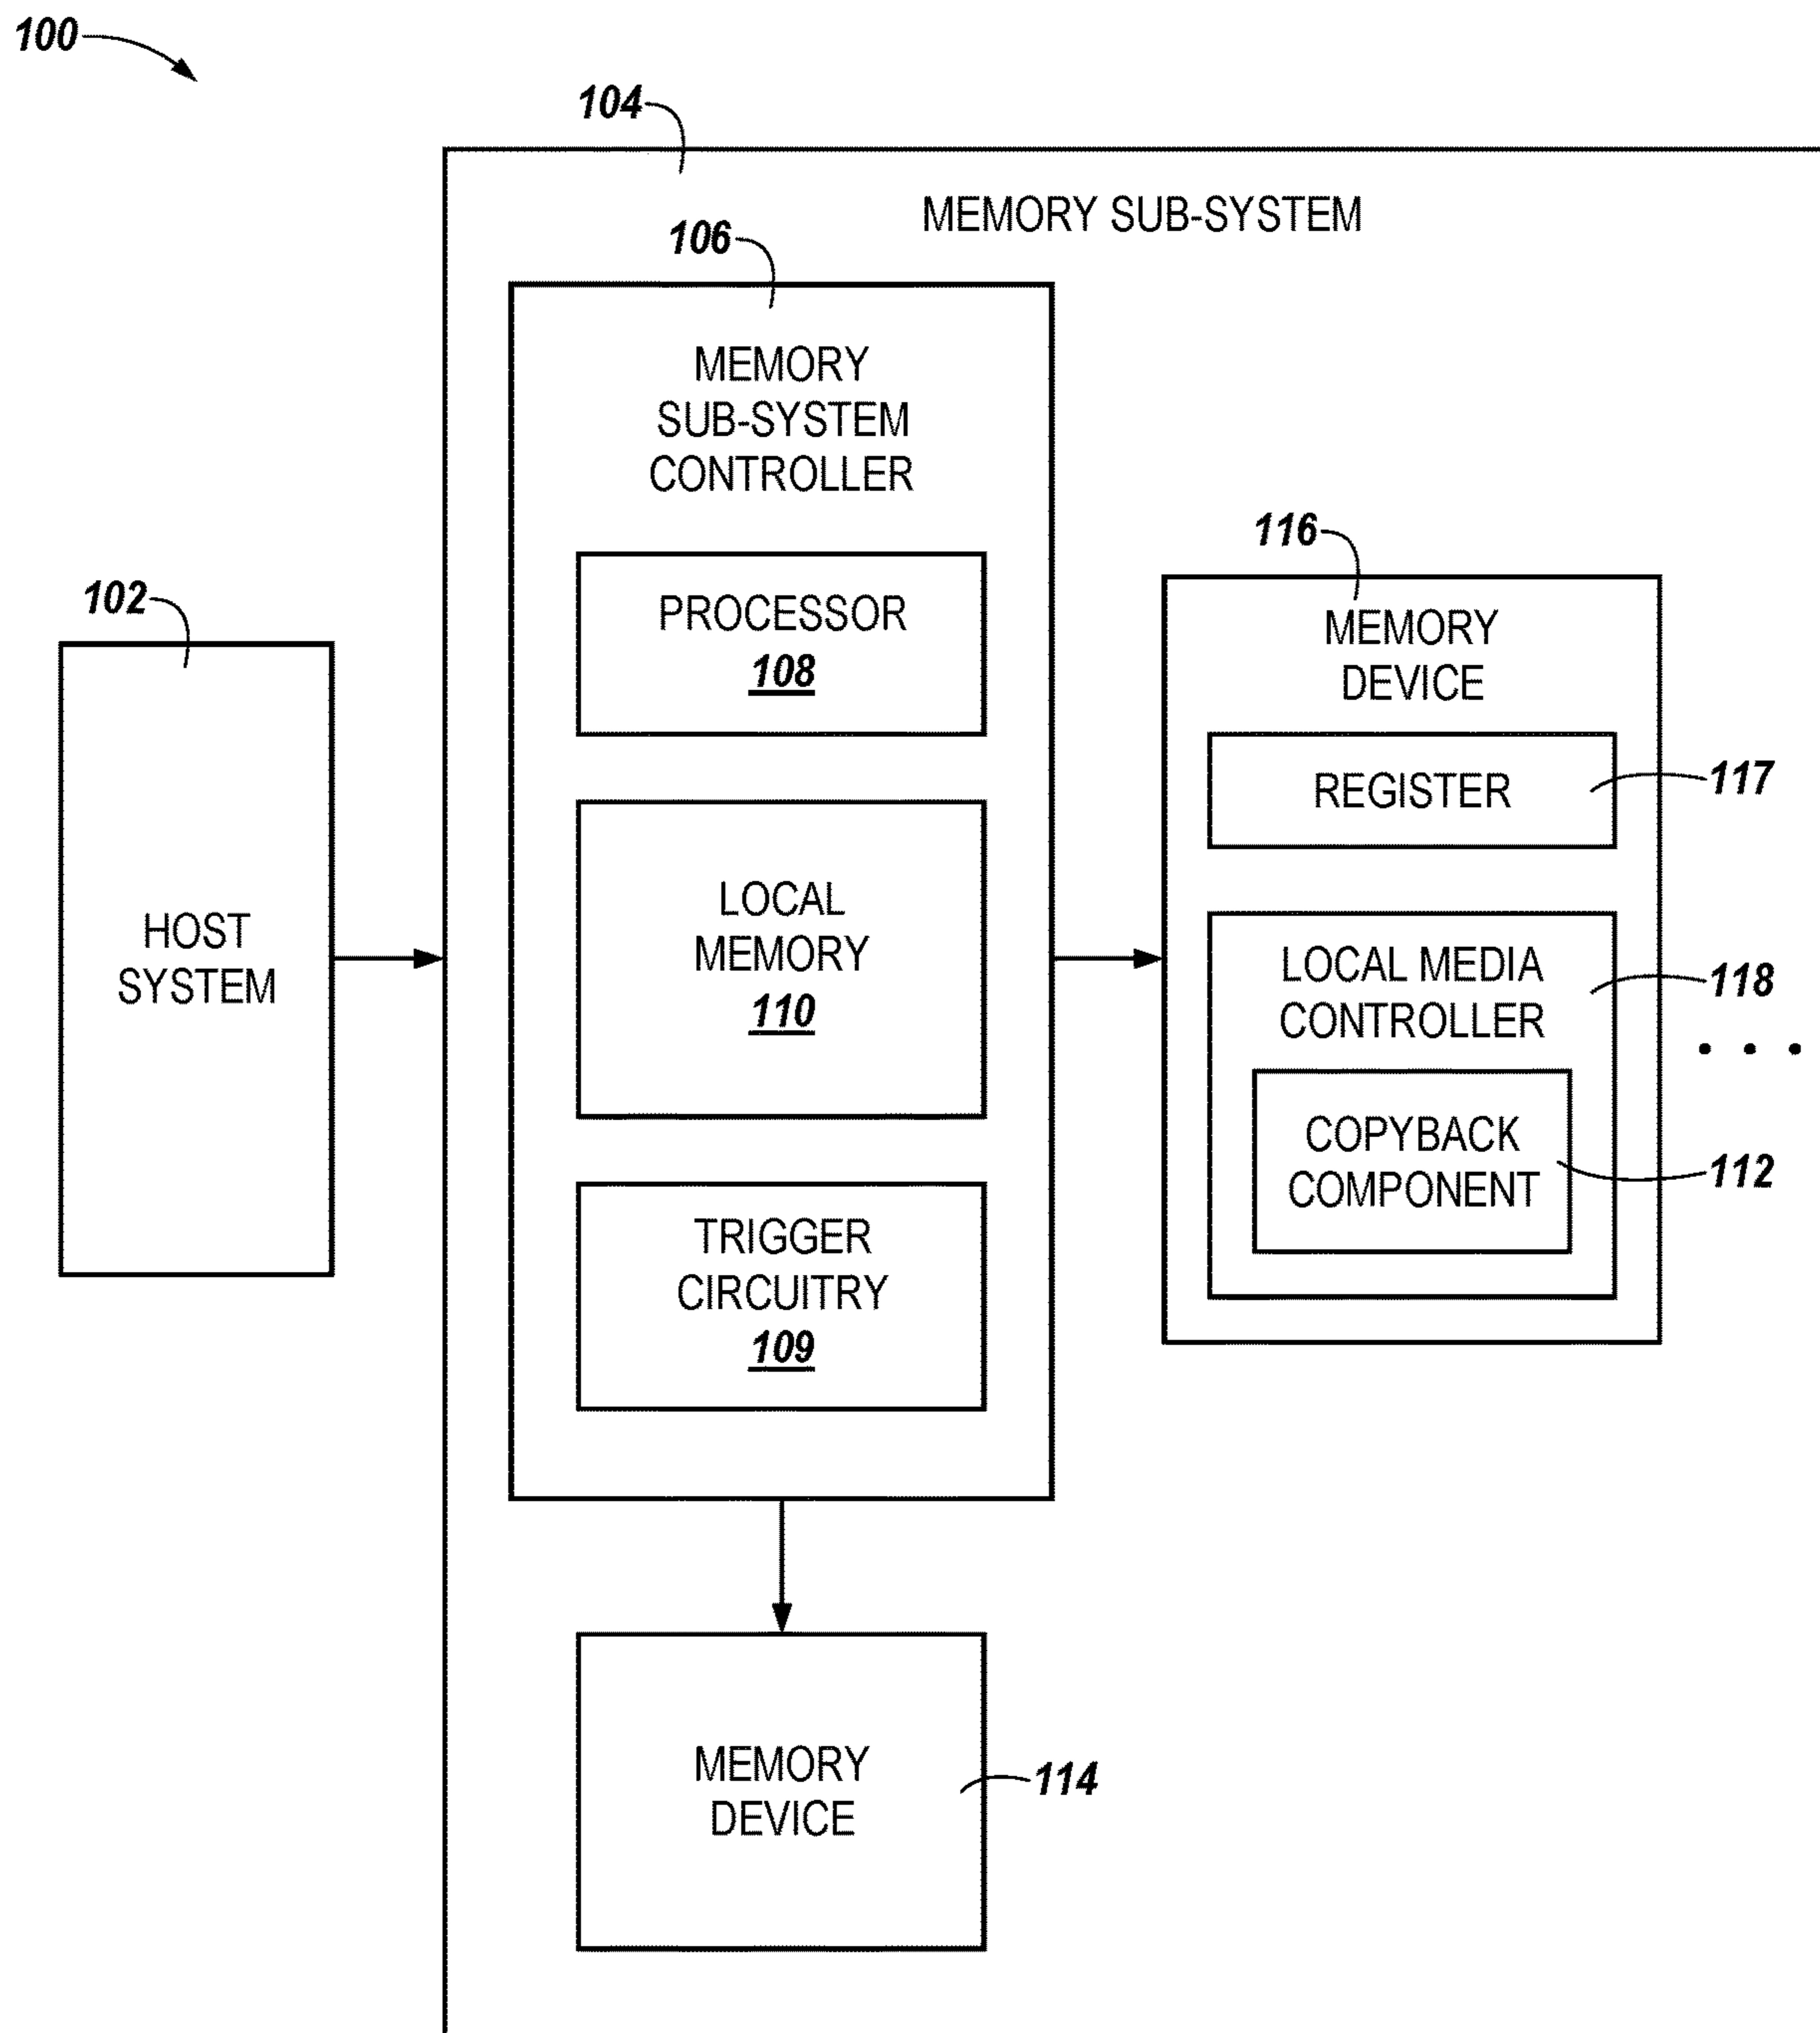 100
104
MEMORY SUB-SYSTEM
106
MEMORY
SUB-SYSTEM
CONTROLLER
PROCESSOR
108
LOCAL
MEMORY
110
TRIGGER
CIRCUITRY
109
102
HOST
SYSTEM
116
MEMORY
DEVICE
REGISTER
117
LOCAL MEDIA
CONTROLLER
118
COPYBACK
COMPONENT
112
. . .
MEMORY
DEVICE
114